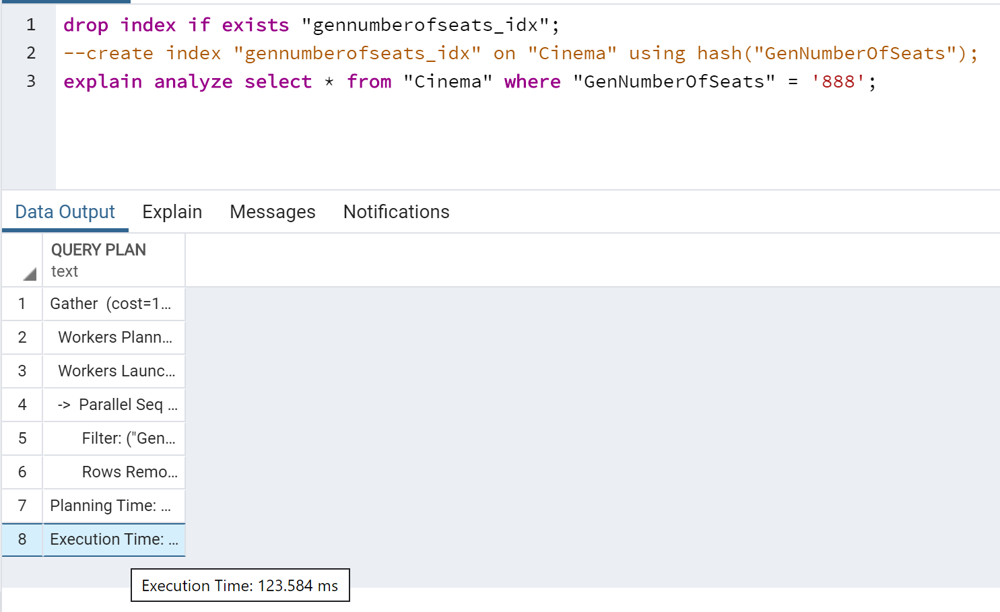 1 drop index if exists "gennumberofseats_idx";
2 --create index "gennumberofseats_idx" on "Cinema" using hash("GenNumberOfSeats");
3 explain analyze select * from "Cinema" where "GenNumberOfSeats" = '888';
Data Output Explain Messages Notifications
QUERY PLAN
text
1 Gather (cost=1...
2 Workers Plann...
3 Workers Launc...
4 -> Parallel Seq ...
5 Filter: ("Gen...
6 Rows Remo...
7 Planning Time: ...
8 Execution Time: ...
Execution Time: 123.584 ms